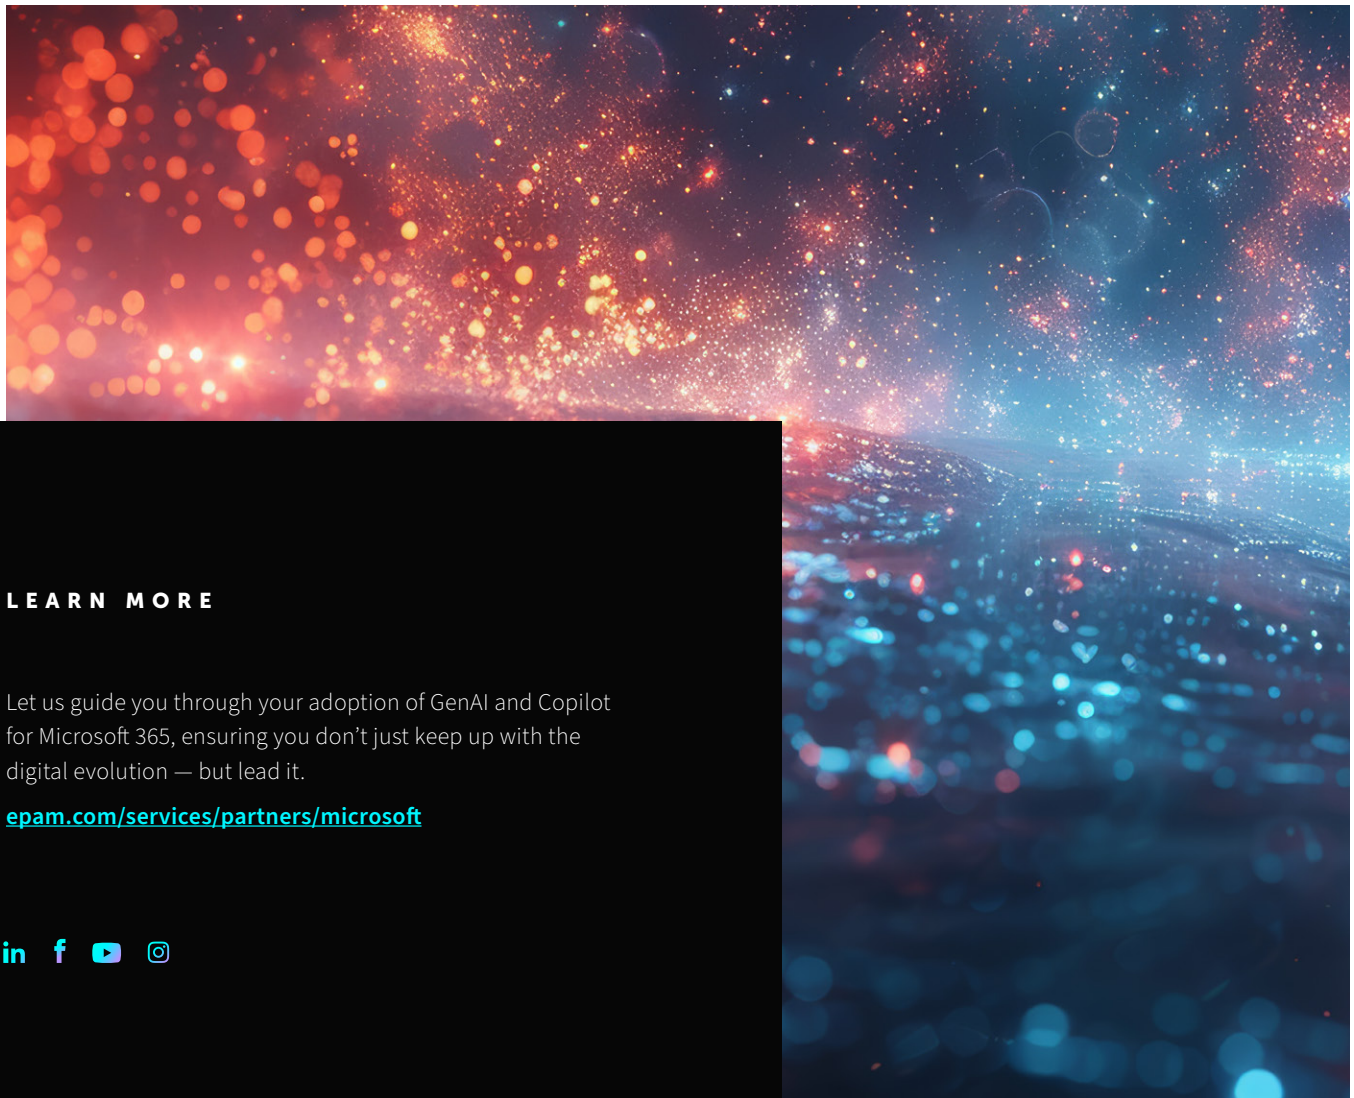 LEARN MORE
Let us guide you through your adoption of GenAI and Copilot
for Microsoft 365, ensuring you don’t just keep up with the
digital evolution — but lead it.
epam.com/services/partners/microsoft
in f